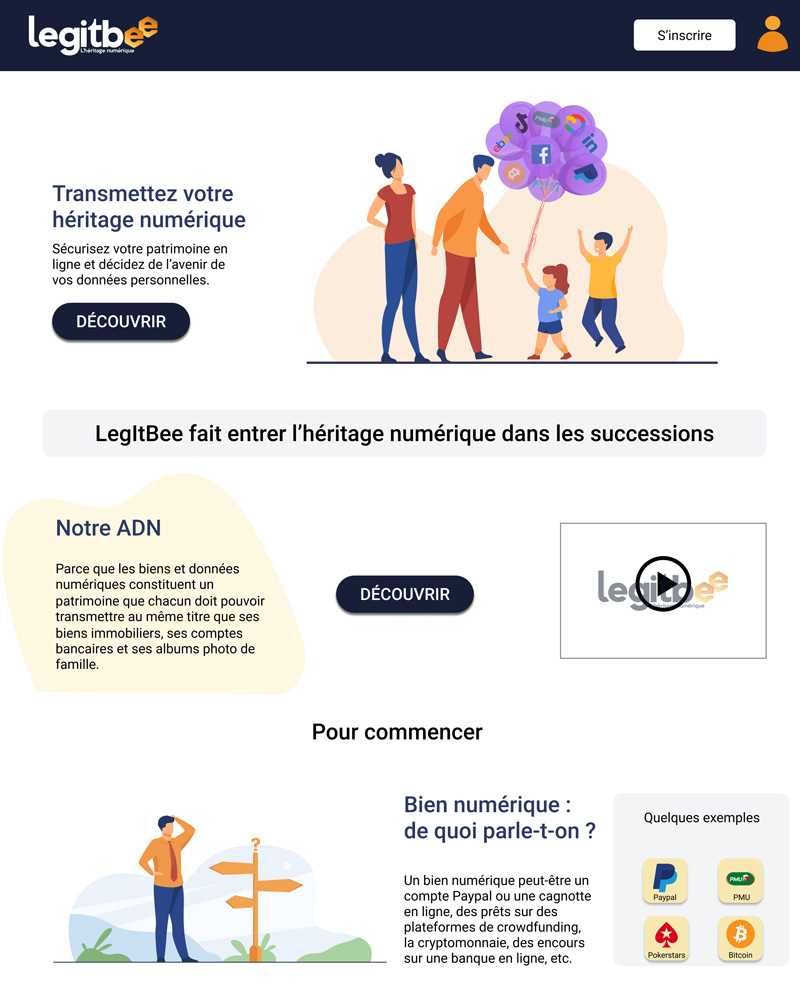 legitbee
L'héritage numérique
S'inscrire
PMU
ebay
Transmettez votre
héritage numérique
Sécurisez votre patrimoine en
ligne et décidez de l'avenir de
vos données personnelles.
DÉCOUVRIR
LegItBee fait entrer l'héritage numérique dans les successions
Notre ADN
Parce que les biens et données
numériques constituent un
patrimoine que chacun doit pouvoir
transmettre au même titre que ses
biens immobiliers, ses comptes
bancaires et ses albums photo de
famille.
DÉCOUVRIR
legitbee
l'héritage numérique
Pour commencer
?
Bien numérique :
de quoi parle-t-on ?
Un bien numérique peut-être un
compte Paypal ou une cagnotte
en ligne, des prêts sur des
plateformes de crowdfunding,
la cryptomonnaie, des encours
sur une banque en ligne, etc.
Quelques exemples
Paypal
PMU
PMU
Pokerstars
Bitcoin